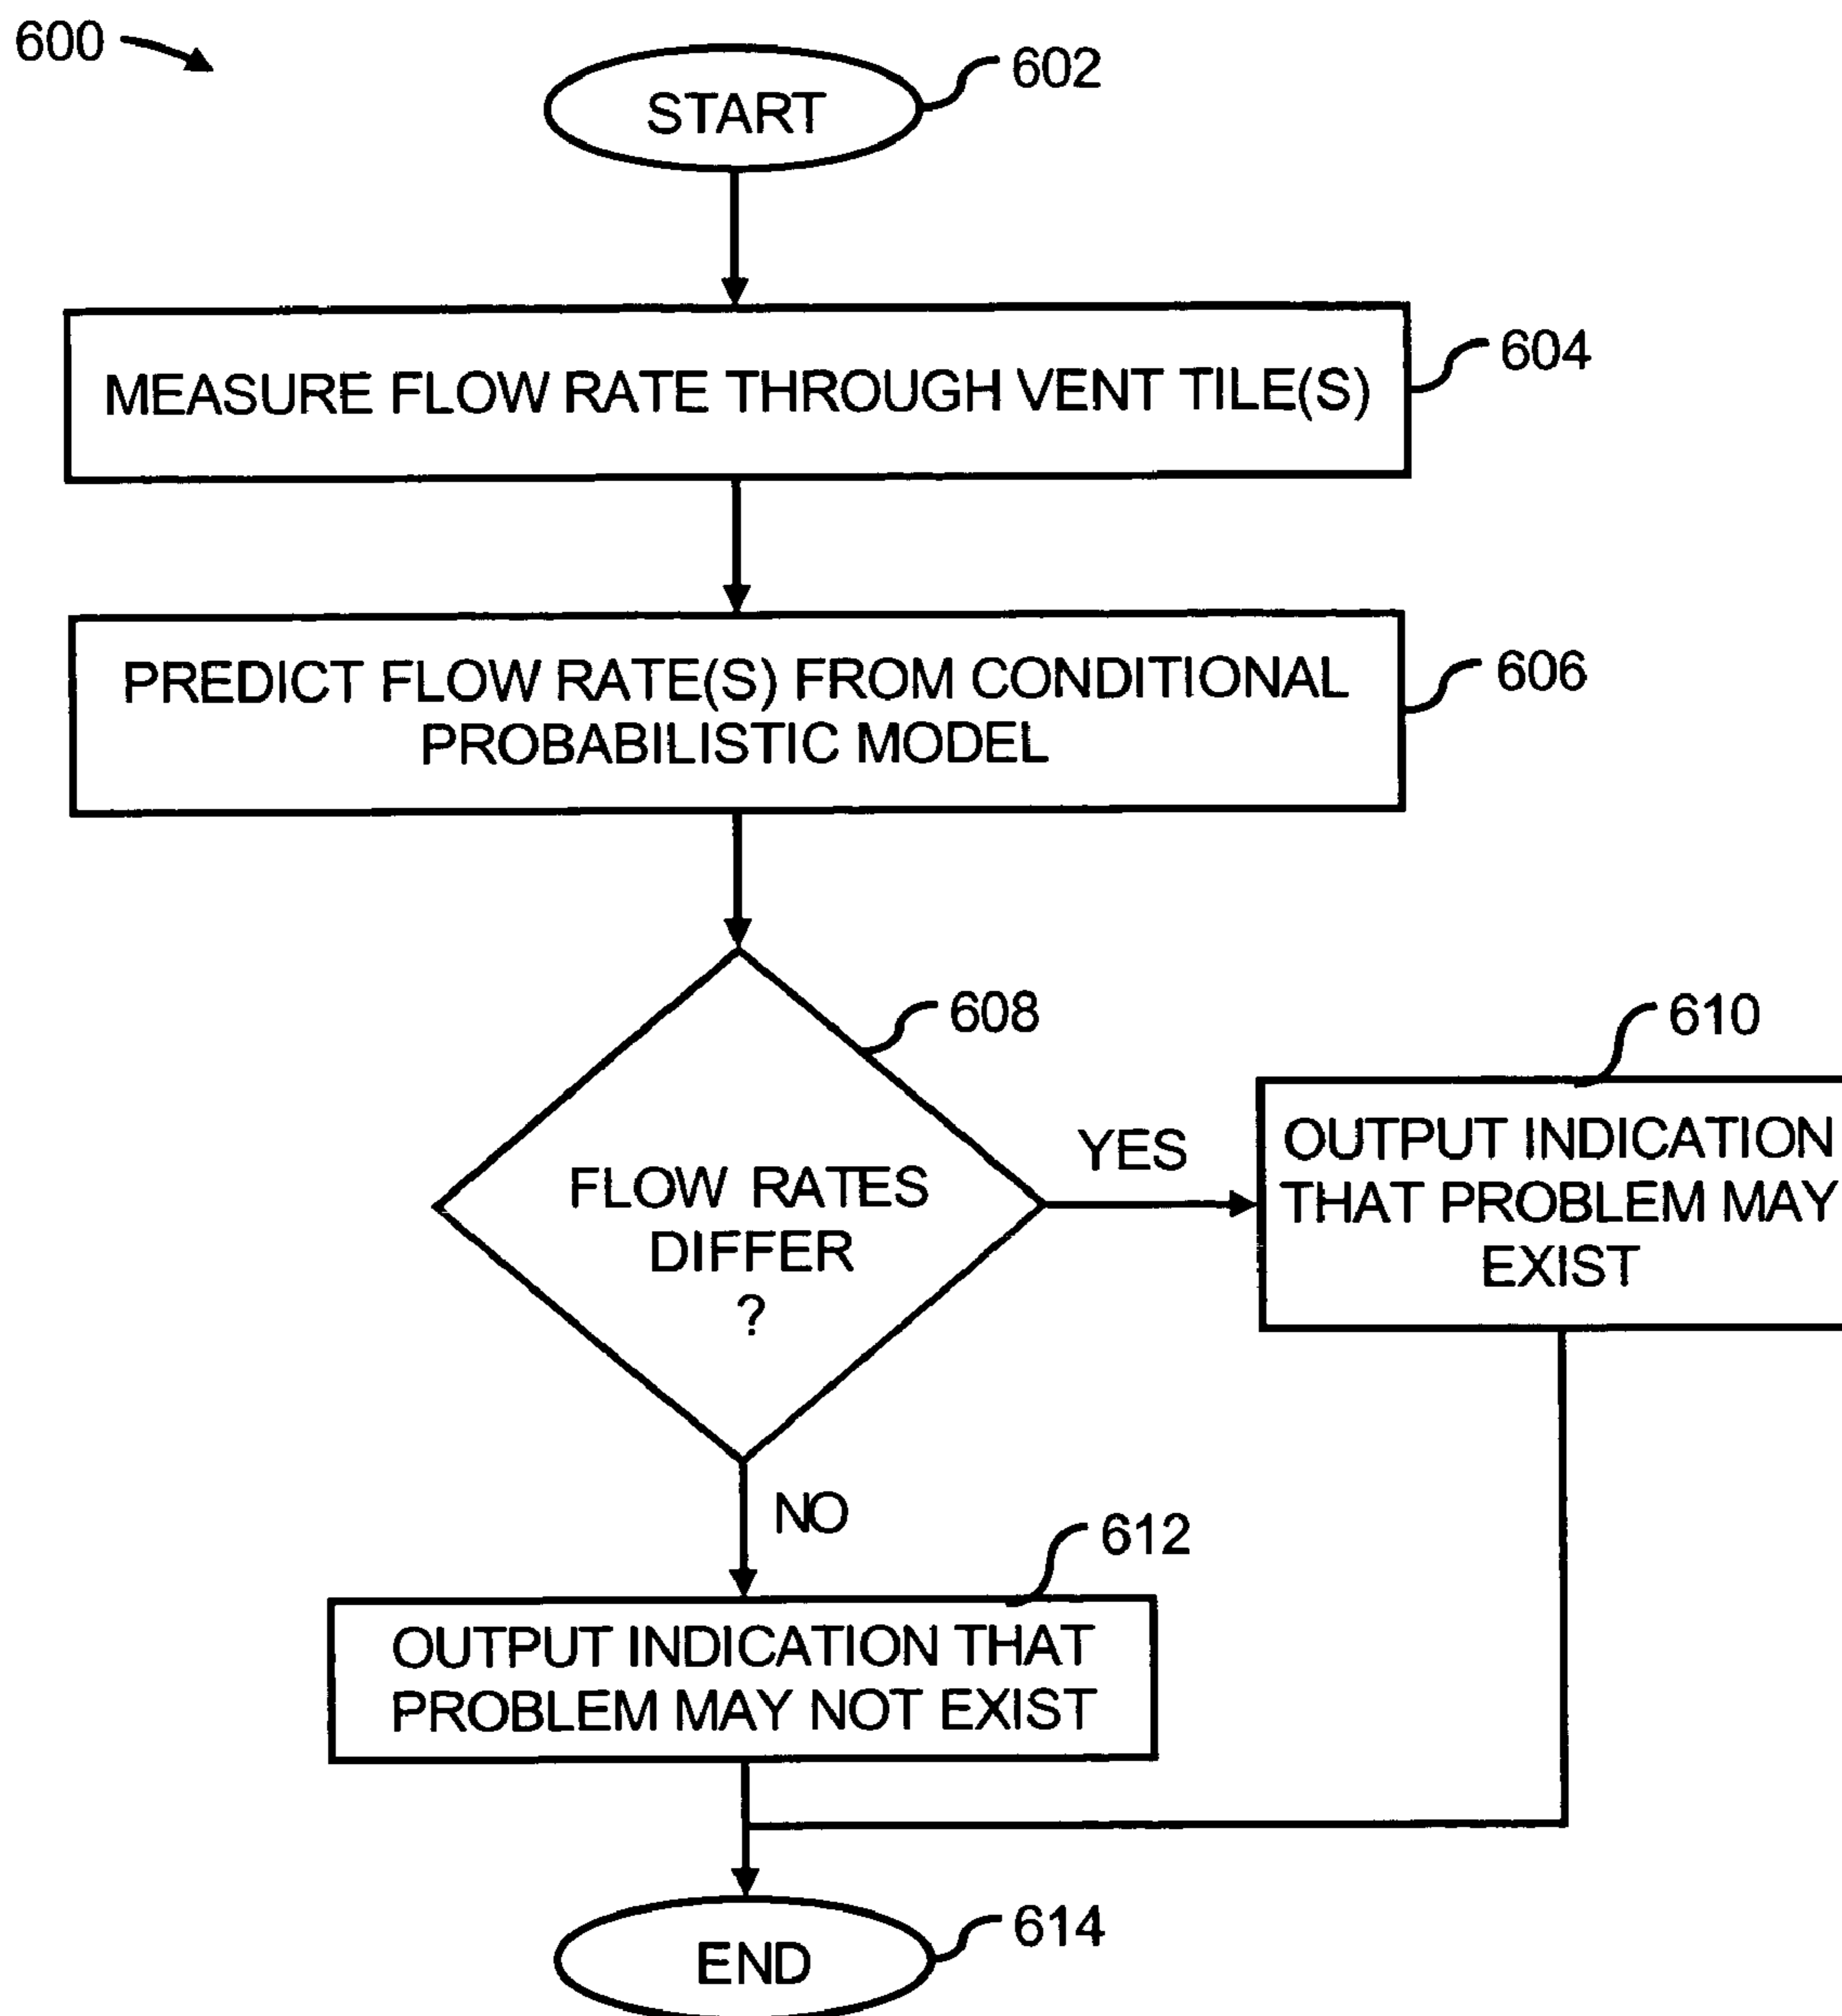 600
START
602
MEASURE FLOW RATE THROUGH VENT TILE(S)
604
PREDICT FLOW RATE(S) FROM CONDITIONAL
PROBABILISTIC MODEL
606
608
FLOW RATES
DIFFER
?
YES
610
OUTPUT INDICATION
THAT PROBLEM MAY
EXIST
NO
612
OUTPUT INDICATION THAT
PROBLEM MAY NOT EXIST
END
614